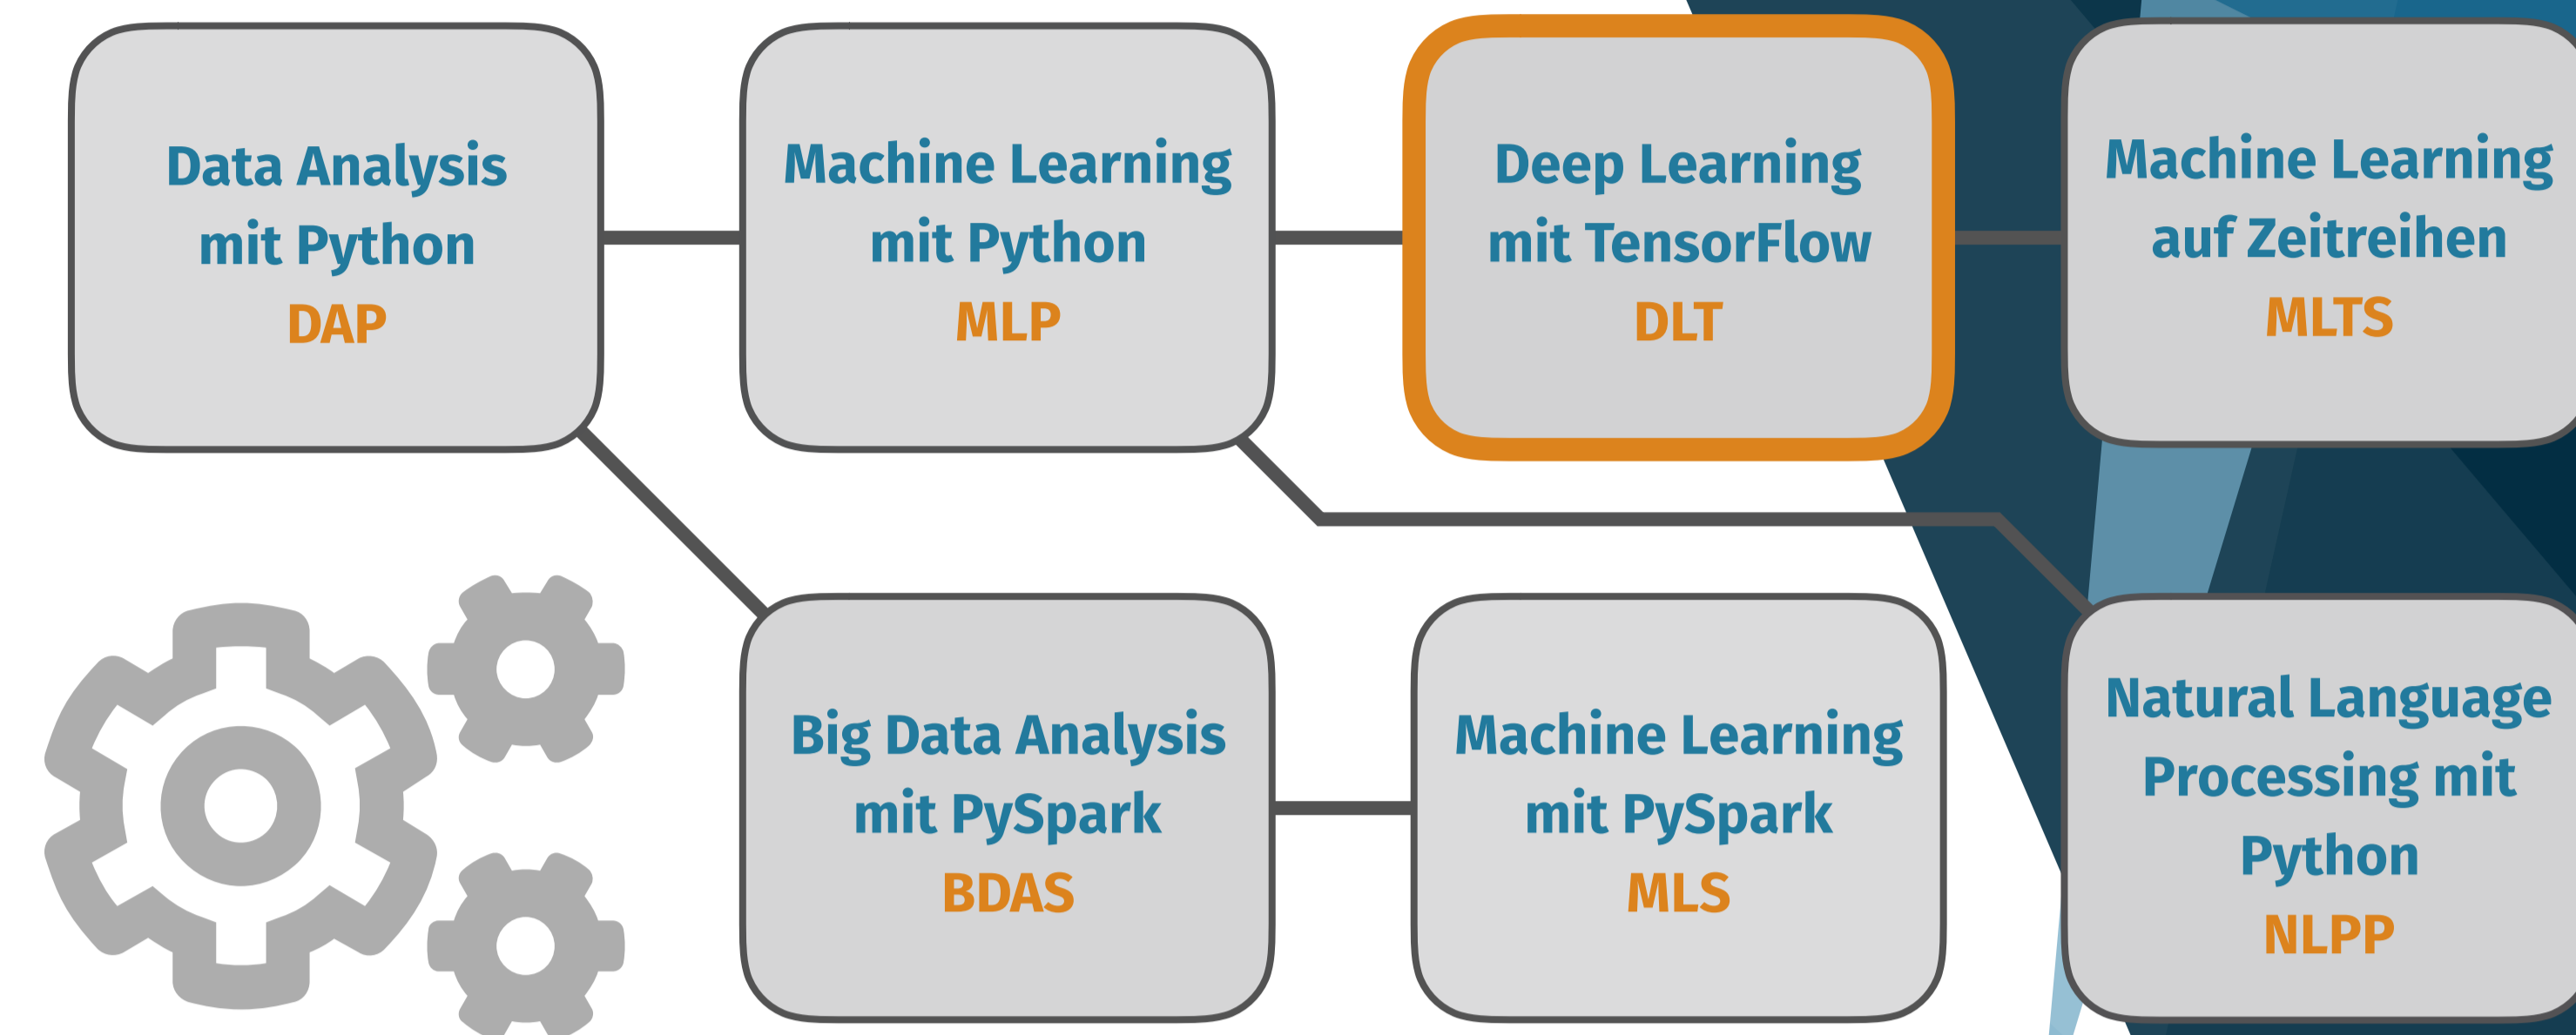 Data Analysis
mit Python
DAP
Machine Learning
mit Python
MLP
Deep Learning
mit TensorFlow
DLT
Machine Learning
auf Zeitreihen
MLTS
Big Data Analysis
mit PySpark
BDAS
Machine Learning
mit PySpark
MLS
Natural Language
Processing mit
Python
NLPP